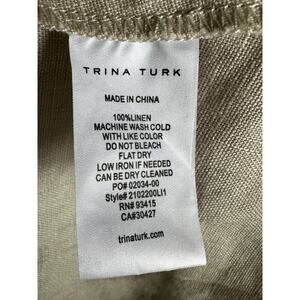 TRINA TURK
MADE IN CHINA
100%LINEN
MACHINE WASH COLD
WITH LIKE COLOR
DO NOT BLEACH
FLAT DRY
LOW IRON IF NEEDED
CAN BE DRY CLEANED
PO# 02034-00
Style# 2102200LI1
RN# 93415
CA#30427
trinaturk.com